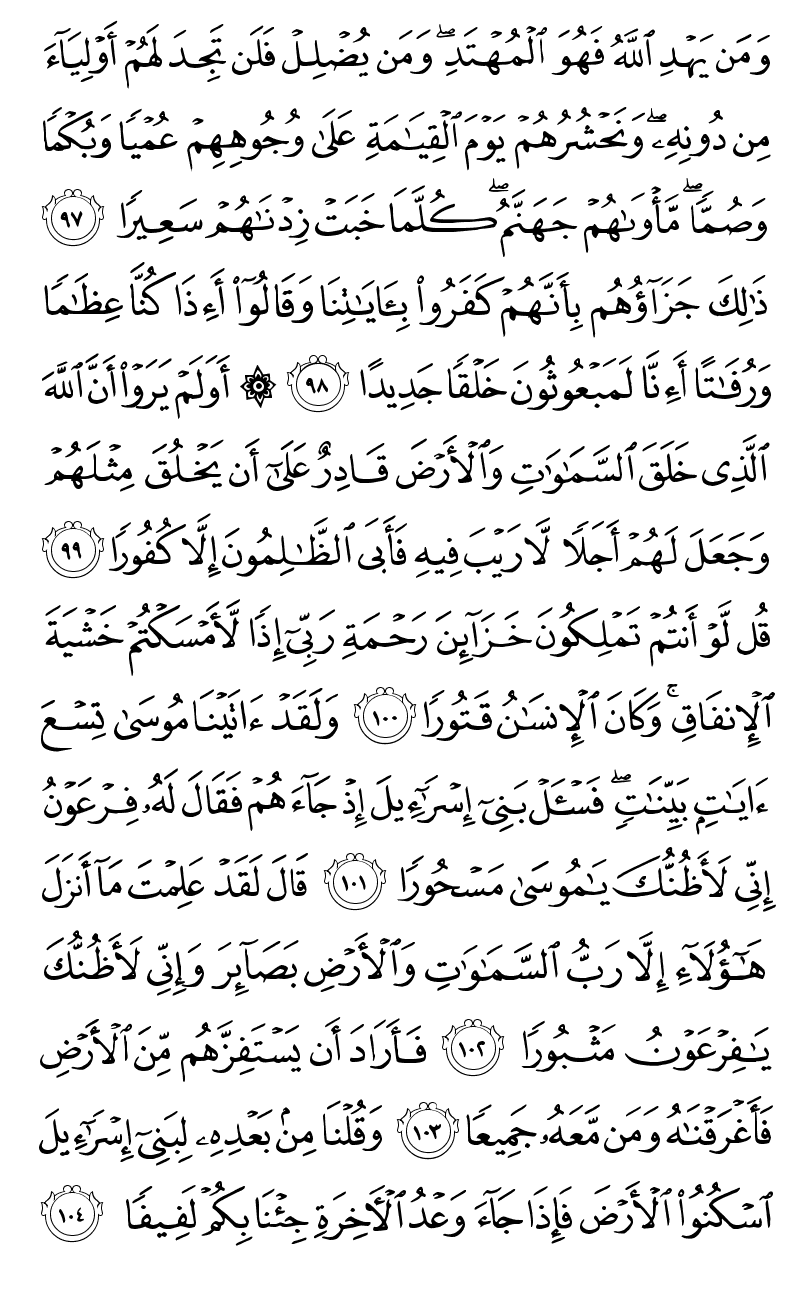 وَمَن يَهْدِ ٱللَّهُ فَهُوَ ٱلْمُهْتَدِ ۖ وَمَن يُضْلِلْ فَلَن تَجِدَ لَهُمْ أَوْلِيَآءَ
مِن دُونِهِۦ ۖ وَنَحْشُرُهُمْ يَوْمَ ٱلْقِيَـٰمَةِ عَلَىٰ وُجُوهِهِمْ عُمْيًا وَبُكْمًا
وَصُمًّا ۖ مَّأْوَىٰهُمْ جَهَنَّمُ ۖ كُلَّمَا خَبَتْ زِدْنَـٰهُمْ سَعِيرًا ٩٧
ذَٰلِكَ جَزَآؤُهُم بِأَنَّهُمْ كَفَرُوا۟ بِـَٔايَـٰتِنَا وَقَالُوٓا۟ أَءِذَا كُنَّا عِظَـٰمًا
وَرُفَـٰتًا أَءِنَّا لَمَبْعُوثُونَ خَلْقًا جَدِيدًا ٩٨ ۞ أَوَلَمْ يَرَوْا۟ أَنَّ ٱللَّهَ
ٱلَّذِى خَلَقَ ٱلسَّمَـٰوَٰتِ وَٱلْأَرْضَ قَادِرٌ عَلَىٰٓ أَن يَخْلُقَ مِثْلَهُمْ
وَجَعَلَ لَهُمْ أَجَلًا لَّا رَيْبَ فِيهِ فَأَبَى ٱلظَّـٰلِمُونَ إِلَّا كُفُورًا ٩٩
قُل لَّوْ أَنتُمْ تَمْلِكُونَ خَزَآئِنَ رَحْمَةِ رَبِّىٓ إِذًا لَّأَمْسَكْتُمْ خَشْيَةَ
ٱلْإِنفَاقِ ۚ وَكَانَ ٱلْإِنسَـٰنُ قَتُورًا ١٠٠ وَلَقَدْ ءَاتَيْنَا مُوسَىٰ تِسْعَ
ءَايَـٰتٍۭ بَيِّنَـٰتٍ ۖ فَسْـَٔلْ بَنِىٓ إِسْرَٰٓءِيلَ إِذْ جَآءَهُمْ فَقَالَ لَهُۥ فِرْعَوْنُ
إِنِّى لَأَظُنُّكَ يَـٰمُوسَىٰ مَسْحُورًا ١٠١ قَالَ لَقَدْ عَلِمْتَ مَآ أَنزَلَ
هَـٰٓؤُلَآءِ إِلَّا رَبُّ ٱلسَّمَـٰوَٰتِ وَٱلْأَرْضِ بَصَآئِرَ وَإِنِّى لَأَظُنُّكَ
يَـٰفِرْعَوْنُ مَثْبُورًا ١٠٢ فَأَرَادَ أَن يَسْتَفِزَّهُم مِّنَ ٱلْأَرْضِ
فَأَغْرَقْنَـٰهُ وَمَن مَّعَهُۥ جَمِيعًا ١٠٣ وَقُلْنَا مِنۢ بَعْدِهِۦ لِبَنِىٓ إِسْرَٰٓءِيلَ
ٱسْكُنُوا۟ ٱلْأَرْضَ فَإِذَا جَآءَ وَعْدُ ٱلْـَٔاخِرَةِ جِئْنَا بِكُمْ لَفِيفًا ١٠٤